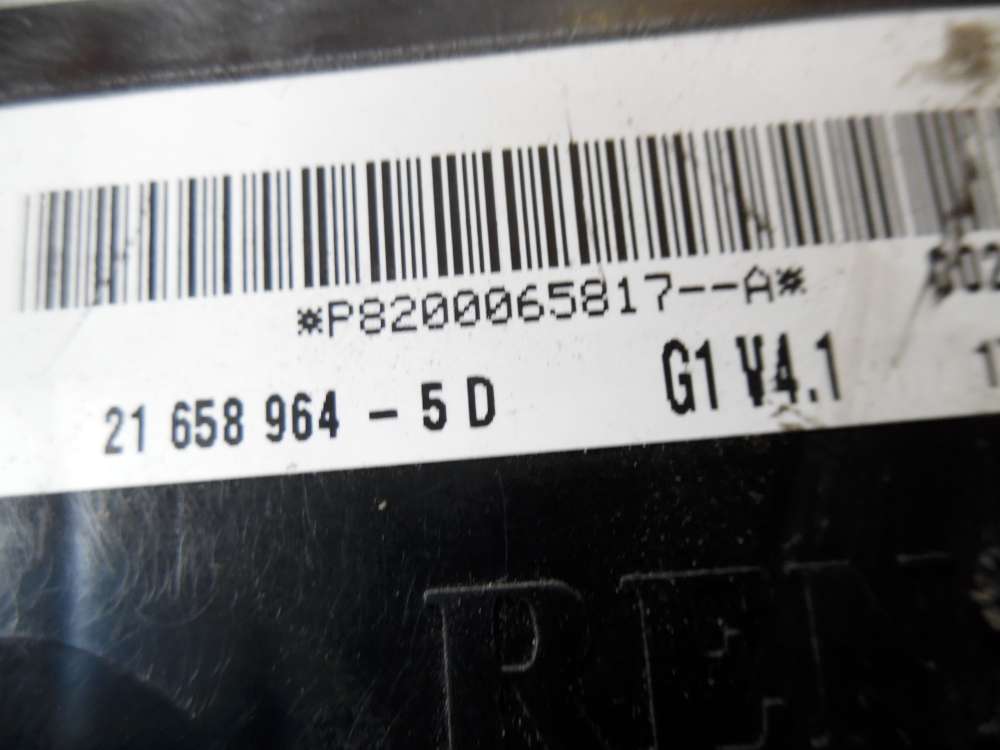 *P8200065817--A*
21 658 964 - 5 D G1 V4.1